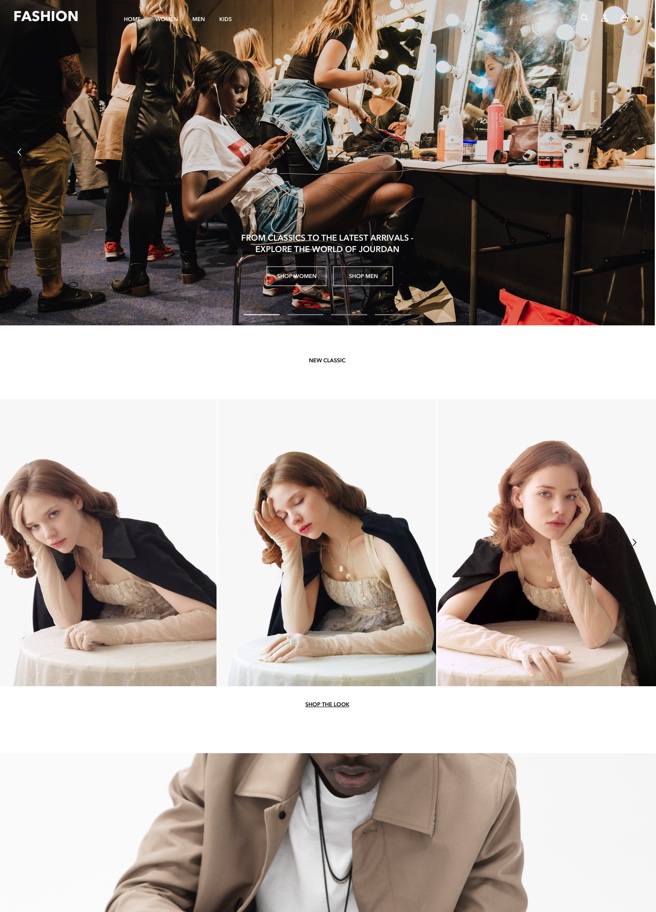 FASHION
HOME WOMEN MEN KIDS
FROM CLASSICS TO THE LATEST ARRIVALS -
EXPLORE THE WORLD OF JOURDAN
SHOP WOMEN
SHOP MEN
NEW CLASSIC
SHOP THE LOOK